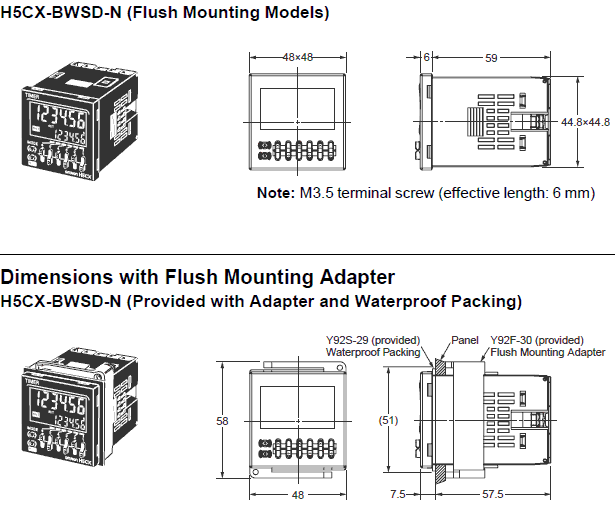 H5CX-BWSD-N (Flush Mounting Models)
48×48
6
59
TIMER
123456
123456
MODE
omron H5CX
44.8×44.8
Note: M3.5 terminal screw (effective length: 6 mm)
Dimensions with Flush Mounting Adapter
H5CX-BWSD-N (Provided with Adapter and Waterproof Packing)
Y92S-29 (provided)
Waterproof Packing
Panel
Y92F-30 (provided)
Flush Mounting Adapter
TIMER
123456
123456
58
(51)
48
7.5
57.5